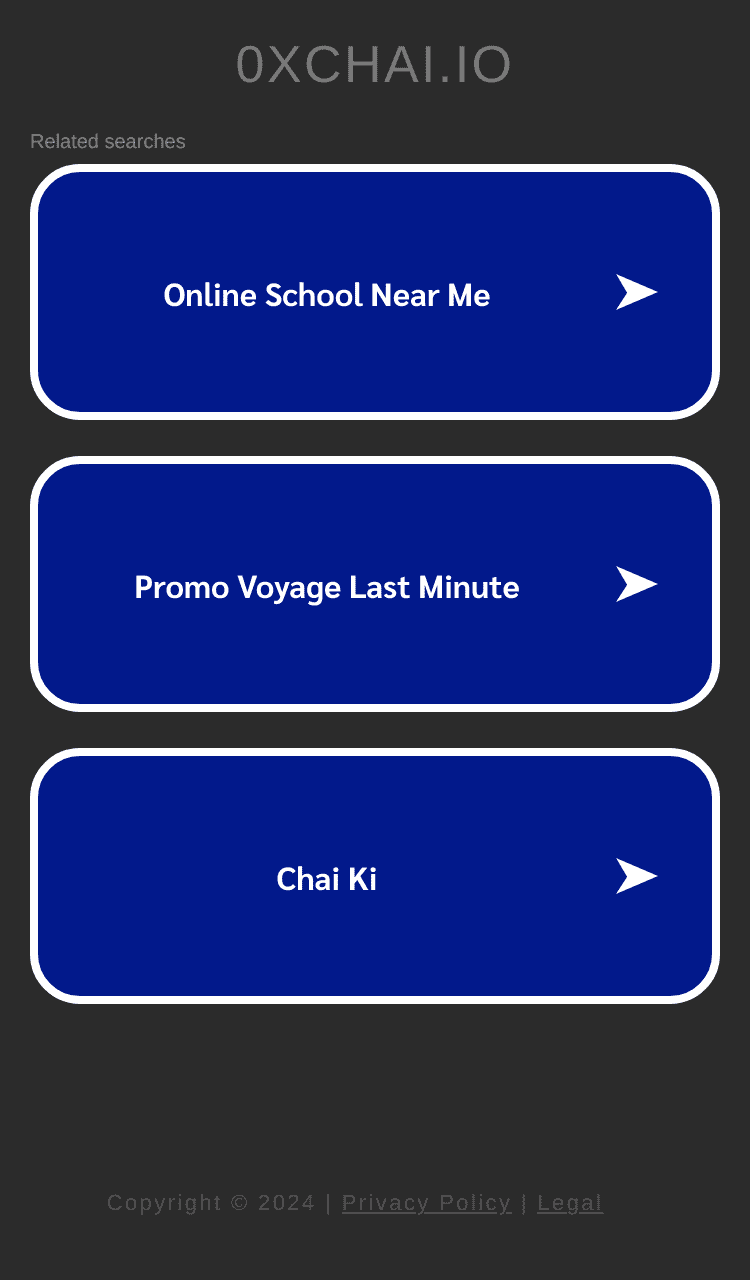 0XCHAI.IO
Related searches
Online School Near Me
Promo Voyage Last Minute
Chai Ki
Copyright © 2024 | Privacy Policy | Legal